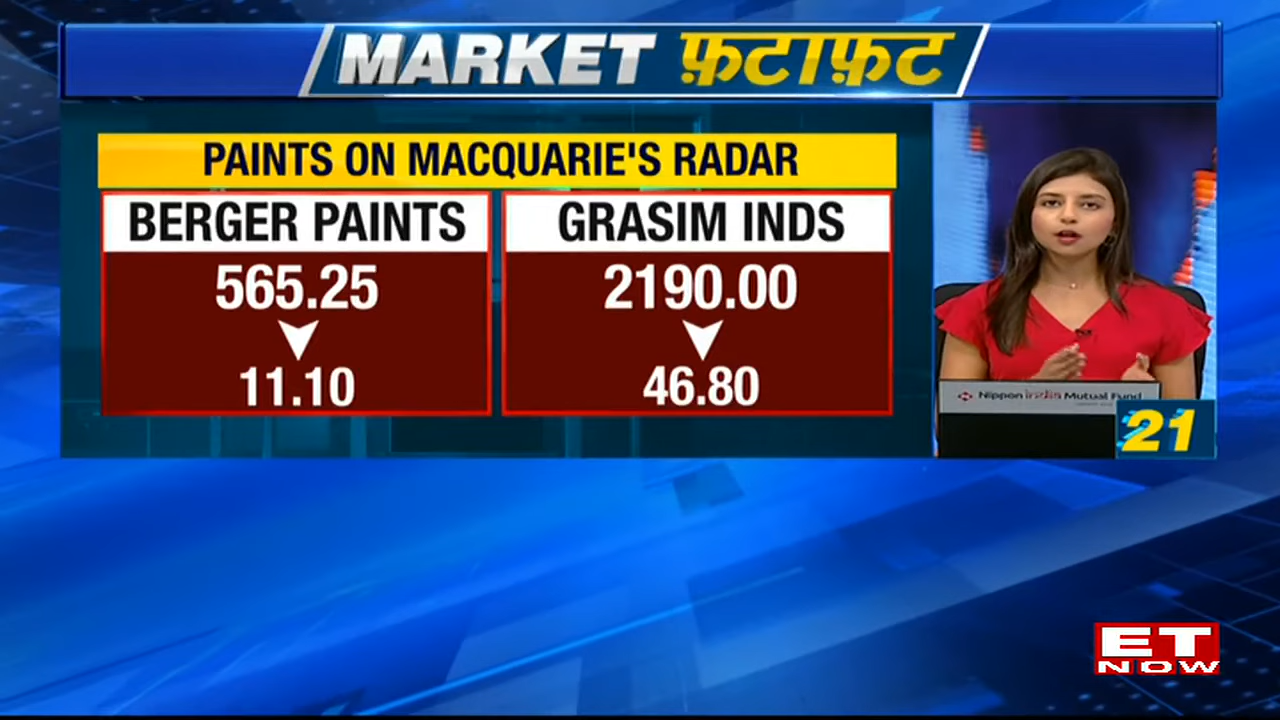 MARKET फ़टाफ़ट
PAINTS ON MACQUARIE'S RADAR
BERGER PAINTS
565.25
11.10
GRASIM INDS
2190.00
46.80
Nippon india Mutual Fund
21
ET
NOW